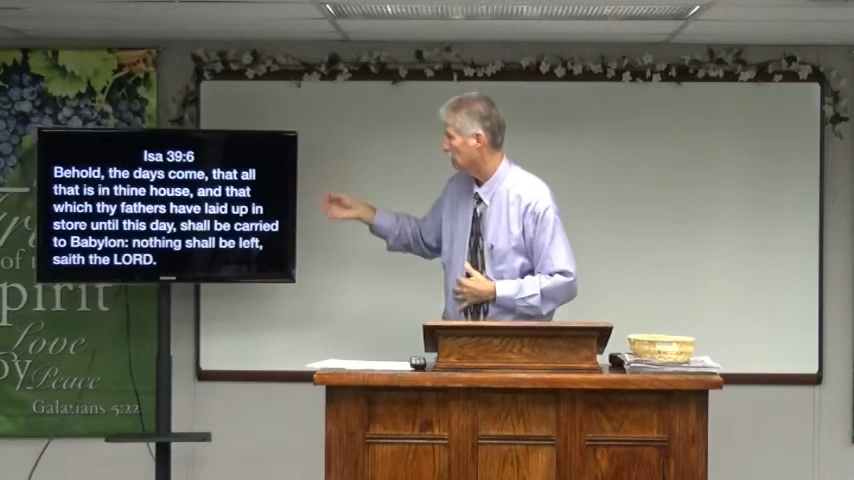 Isa 39:6
Behold, the days come, that all
that is in thine house, and that
which thy fathers have laid up in
store until this day, shall be carried
to Babylon: nothing shall be left,
saith the LORD.
of
Spirit
Love
Peace
Galatians 5:22